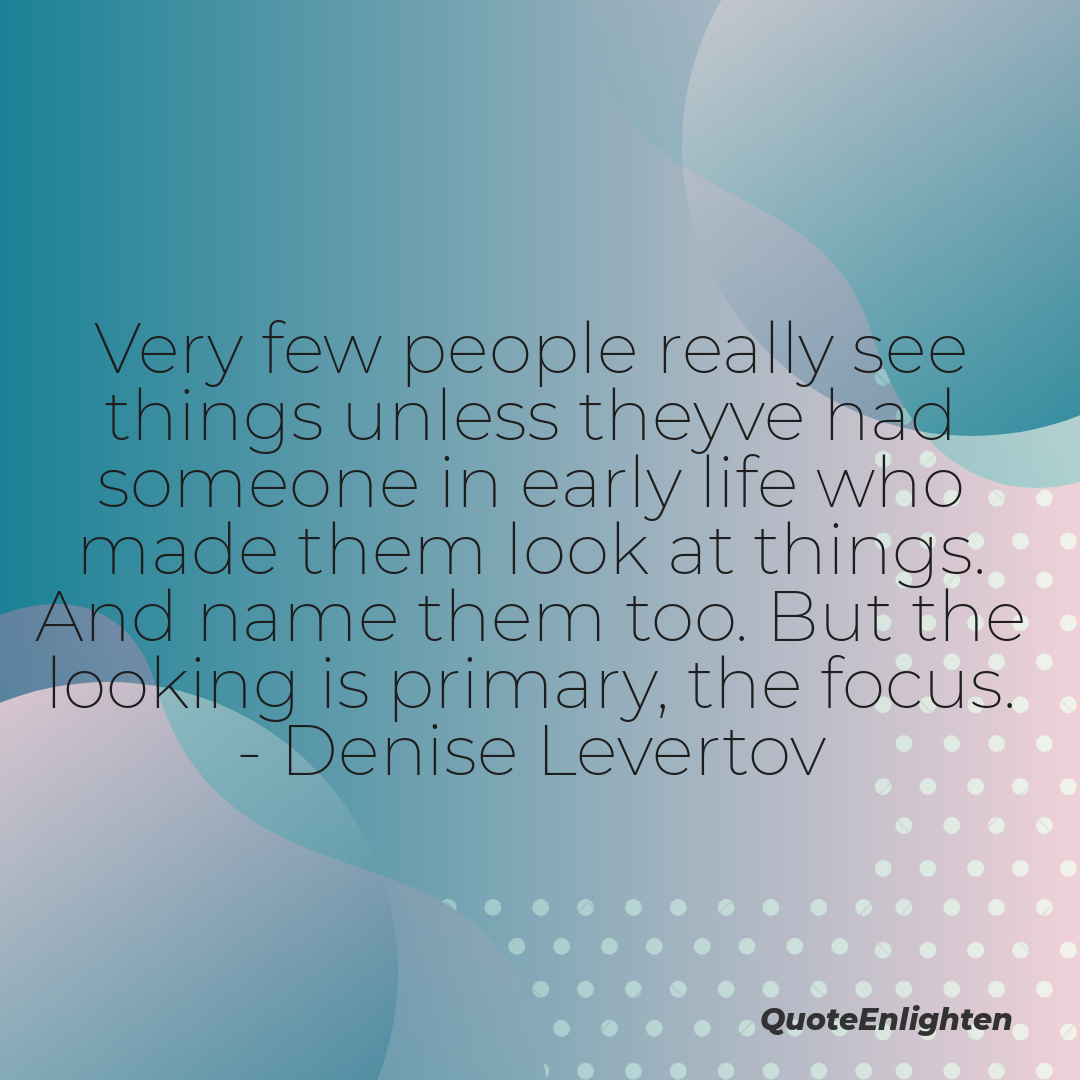 Very few people really see
things unless theyve had
someone in early life who
made them look at things.
And name them too. But the
looking is primary, the focus.
- Denise Levertov
QuoteEnlighten